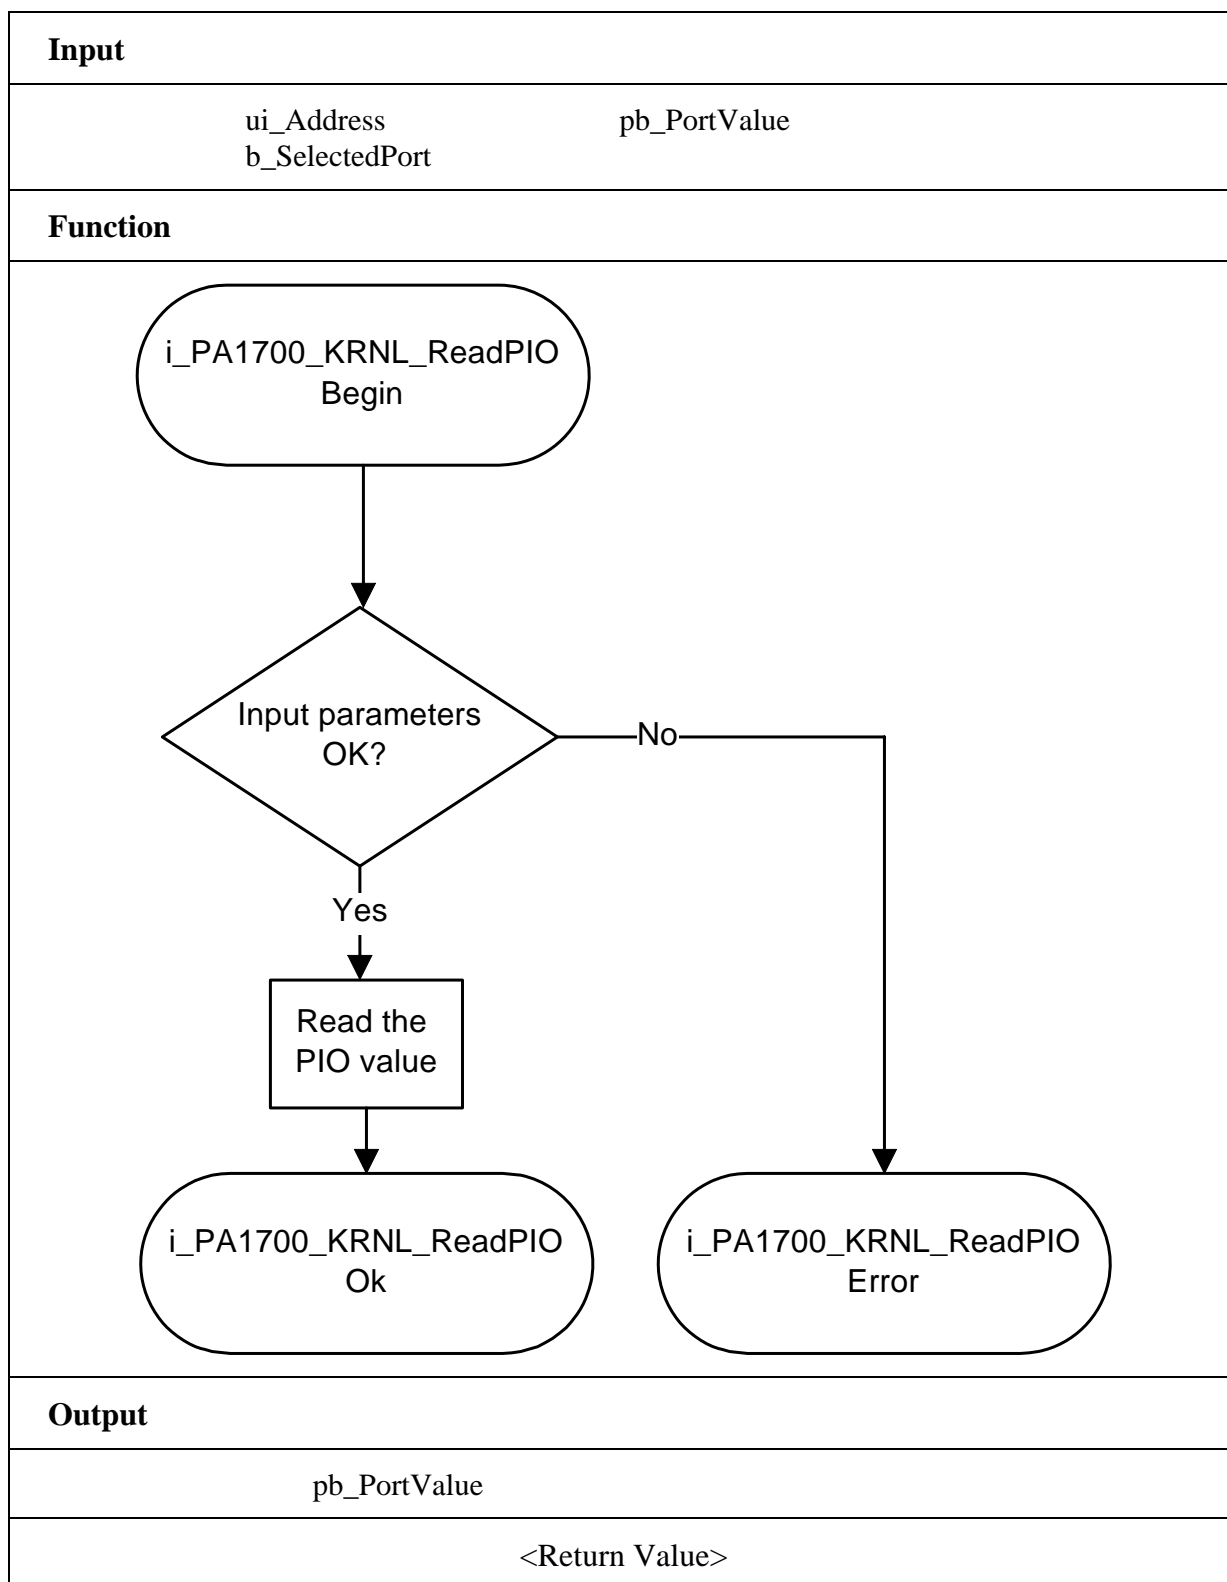 Input
ui_Address pb_PortValue
b_SelectedPort
Function
i_PA1700_KRNL_ReadPIO
Begin
Input parameters
OK?
No
Yes
Read the
PIO value
i_PA1700_KRNL_ReadPIO
Ok
i_PA1700_KRNL_ReadPIO
Error
Output
pb_PortValue
<Return Value>